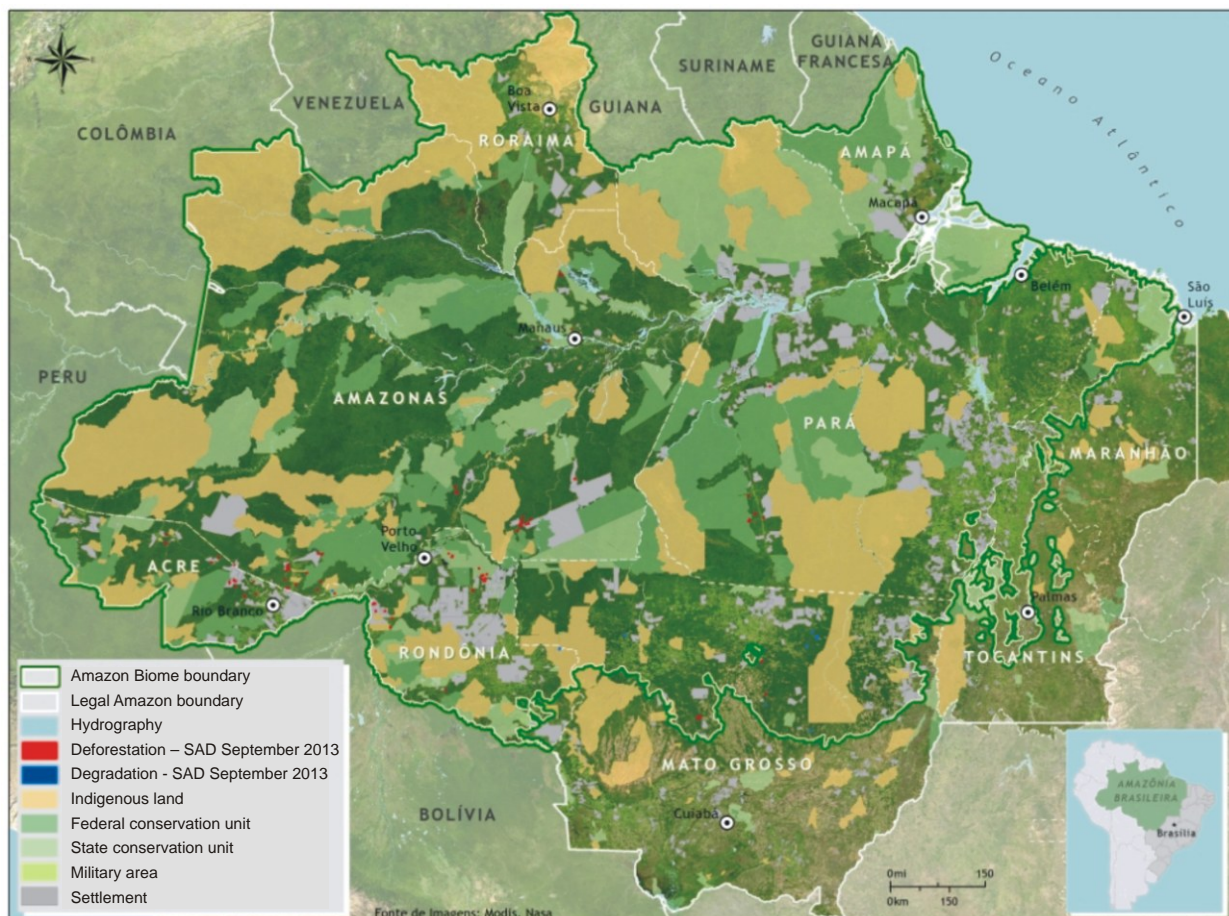 GUIANA
FRANCESA
SURINAME
Oceano Atlântico
VENEZUELA
Boa
Vista
GUIANA
COLÔMBIA
RORAIMA
AMAPÁ
Macapá
Belém
São
Luís
Manaus
PERU
AMAZONAS
PARÁ
MARANHÃO
Porto
Velho
ACRE
Rio Branco
Palmas
RONDÔNIA
TOCANTINS
MATO GROSSO
BOLÍVIA
Cuiabá
Amazon Biome boundary
Legal Amazon boundary
Hydrography
Deforestation – SAD September 2013
Degradation - SAD September 2013
Indigenous land
Federal conservation unit
State conservation unit
Military area
Settlement
AMAZÔNIA
BRASILEIRA
Brasília
0mi 150
0km 150
Fonte de Imagens: Modis, Nasa